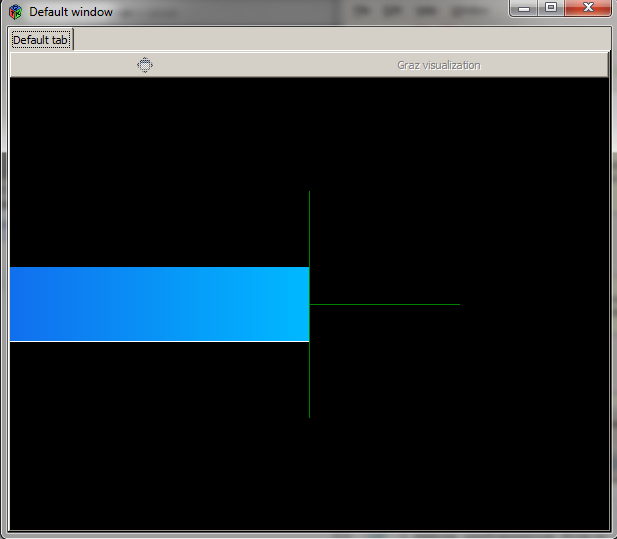 Default window
Default tab
Graz visualization